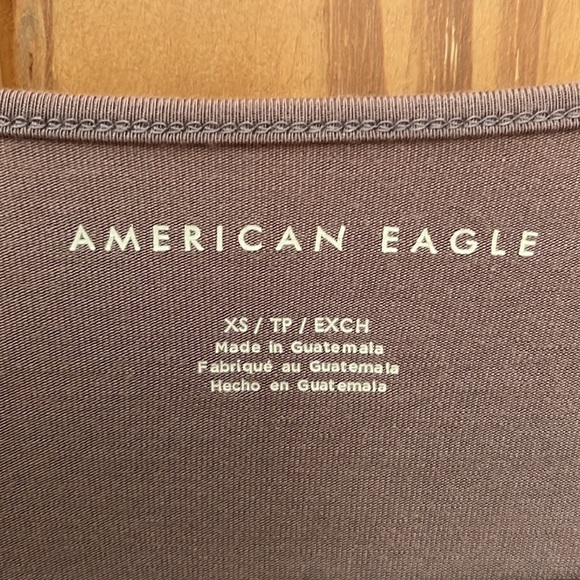 AMERICAN EAGLE
XS / TP / EXCH
Made in Guatemala
Fabriqué au Guatemala
Hecho en Guatemala